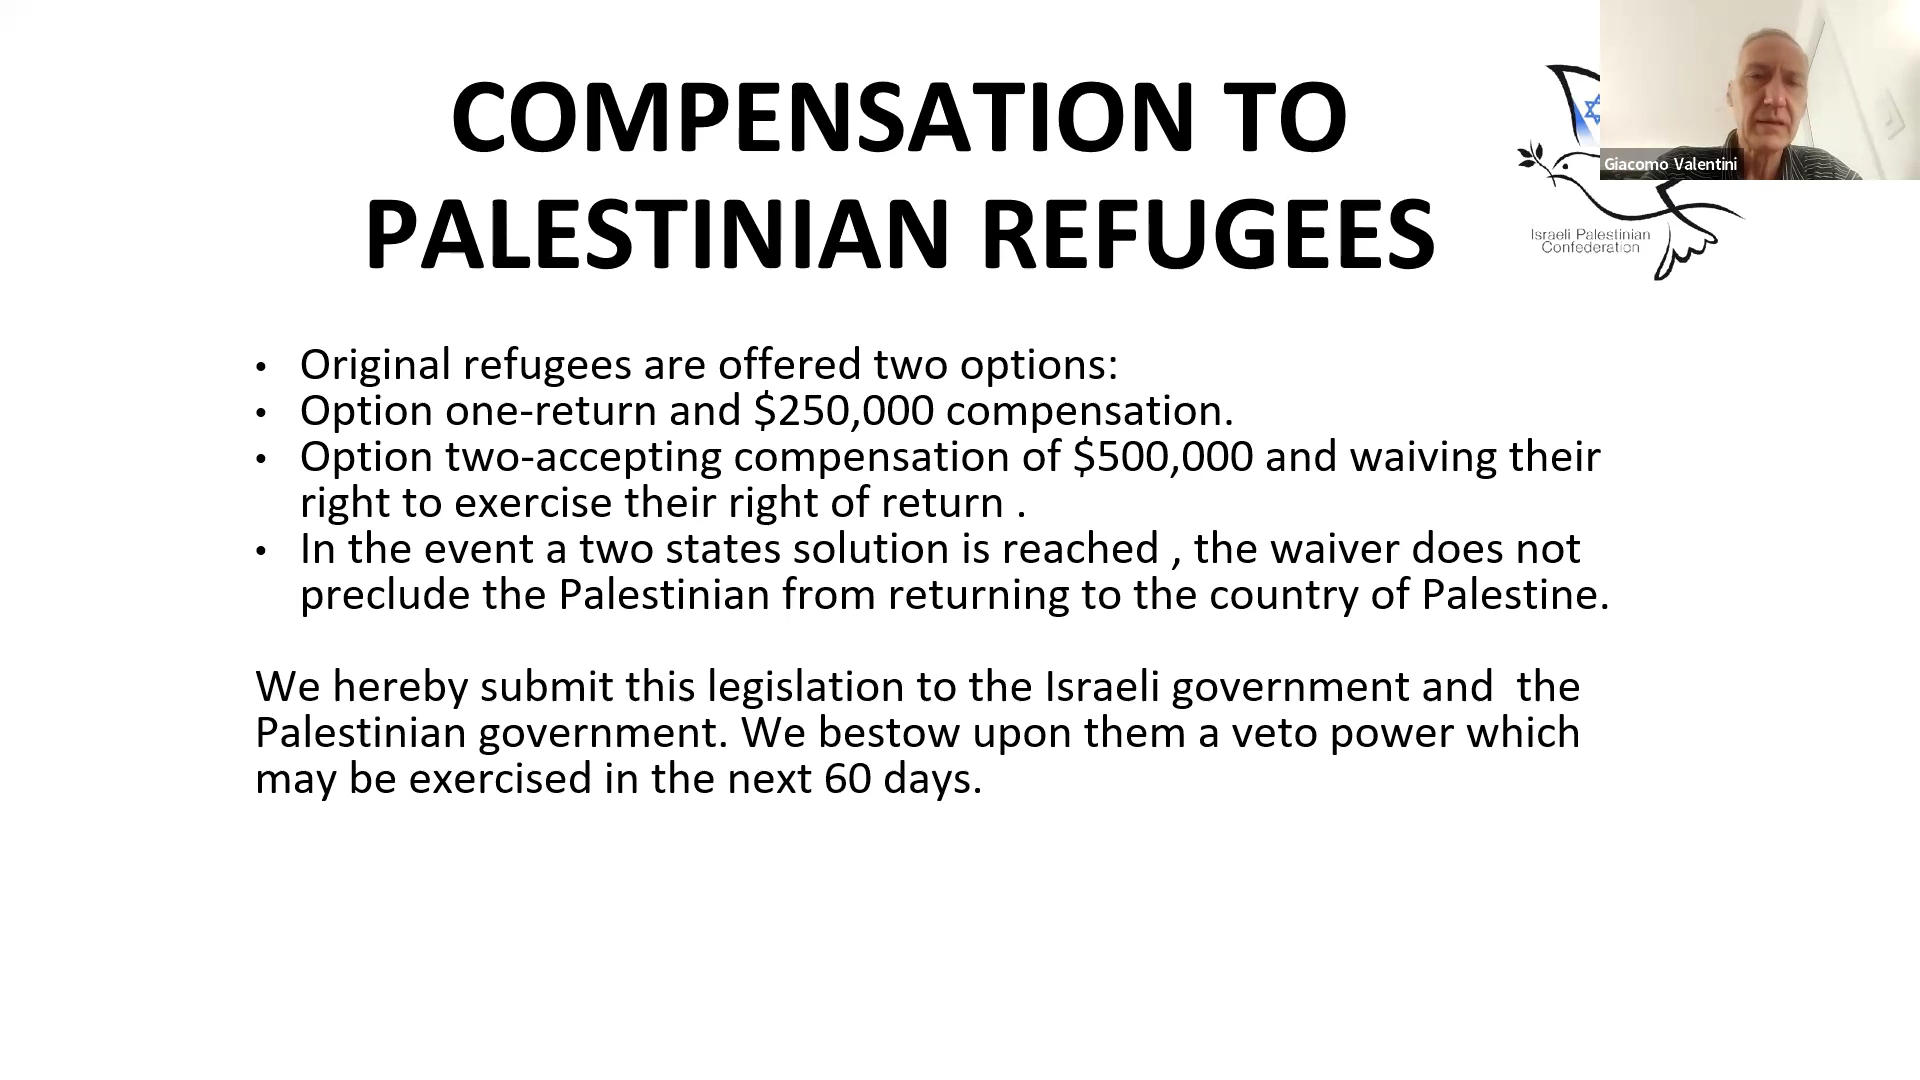 COMPENSATION TO
PALESTINIAN REFUGEES
Giacomo Valentini
Israeli Palestinian
Confederation
• Original refugees are offered two options:
• Option one-return and $250,000 compensation.
• Option two-accepting compensation of $500,000 and waiving their
right to exercise their right of return .
• In the event a two states solution is reached , the waiver does not
preclude the Palestinian from returning to the country of Palestine.
We hereby submit this legislation to the Israeli government and  the
Palestinian government. We bestow upon them a veto power which
may be exercised in the next 60 days.